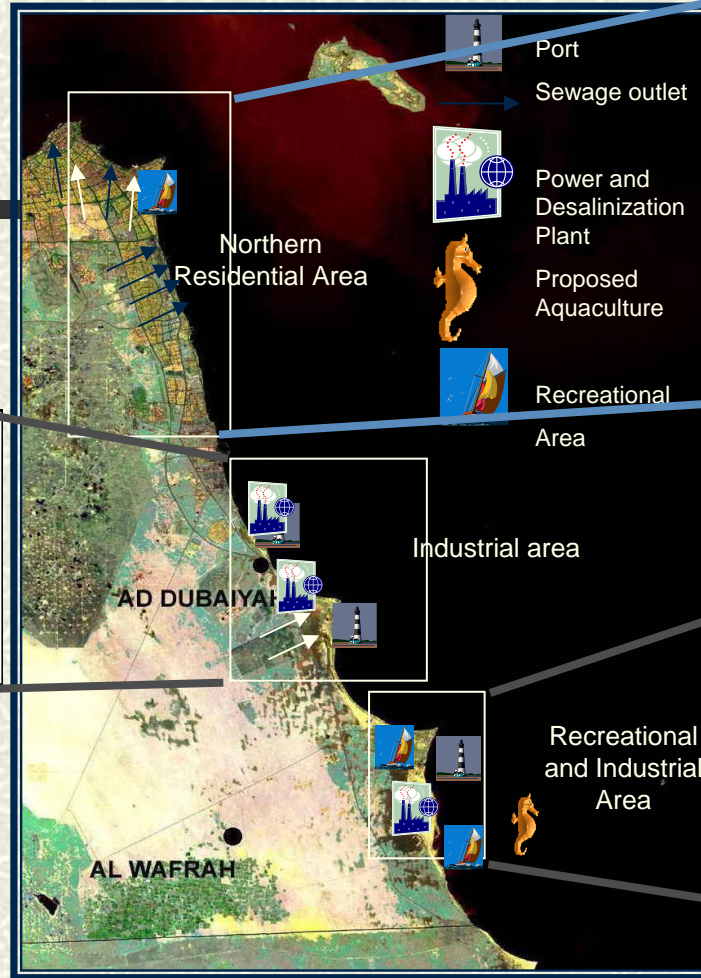 Port
Sewage outlet
Power and
Desalinization
Plant
Proposed
Aquaculture
Recreational
Area
Northern
Residential Area
Industrial area
AD DUBAIYAH
Recreational
and Industrial
Area
AL WAFRAH